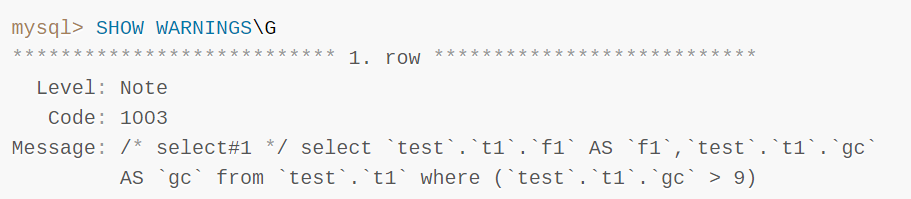 mysql> SHOW WARNINGS\G
*************************** 1. row ***************************
Level: Note
Code: 1003
Message: /* select#1 */ select `test`.`t1`.`f1` AS `f1`,`test`.`t1`.`gc`
AS `gc` from `test`.`t1` where (`test`.`t1`.`gc` > 9)